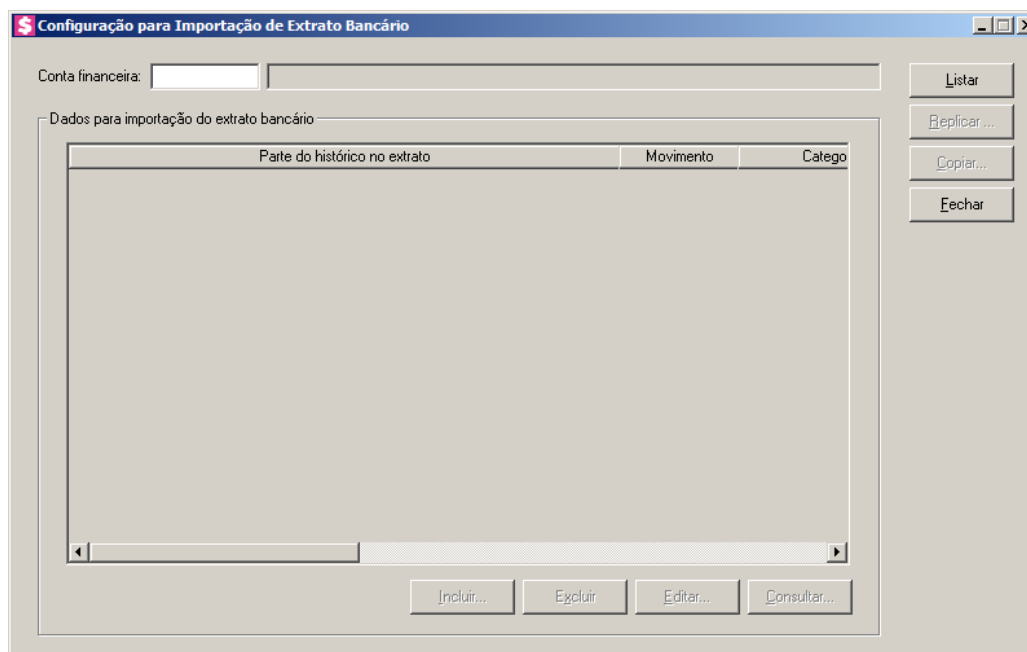 Configuração para Importação de Extrato Bancário
Conta financeira:
Listar
Dados para importação do extrato bancário
Replicar ...
Parte do histórico no extrato Movimento Catego
Copiar...
Fechar
Incluir... Excluir Editar... Consultar...